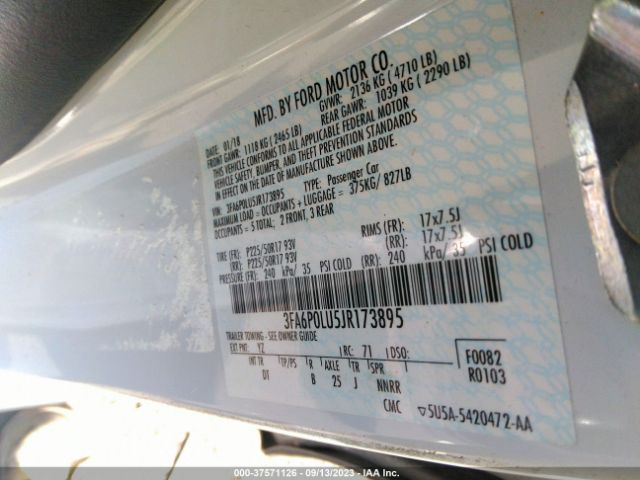 MFD. BY FORD MOTOR CO.
DATE: 01/18 GVWR: 2136 KG ( 4710 LB)
FRONT GAWR: 1118 KG ( 2465 LB) REAR GAWR: 1039 KG ( 2290 LB)
THIS VEHICLE CONFORMS TO ALL APPLICABLE FEDERAL MOTOR
VEHICLE SAFETY, BUMPER, AND THEFT PREVENTION STANDARDS
IN EFFECT ON THE DATE OF MANUFACTURE SHOWN ABOVE.
VIN: 3FA6P0LU5JR173895 TYPE: Passenger Car
MAXIMUM LOAD = OCCUPANTS + LUGGAGE = 375KG/ 827LB
OCCUPANTS = 5 TOTAL, 2 FRONT, 3 REAR
TIRE (FR): P225/50R17 93V RIMS (FR): 17x7.5J
(RR): P225/50R17 93V (RR): 17x7.5J
PRESSURE (FR): 240 kPa/ 35 PSI COLD (RR): 240 kPa/ 35 PSI COLD
3FA6P0LU5JR173895
TRAILER TOWING - SEE OWNER GUIDE
EXT PNT: YZ RC: 71 DSO: F0082
INT TR TP/PS R AXLE TR SPR R0103
DT B 25 J NNRR
CMC ▽5U5A-5420472-AA
000-37571126 - 09/13/2023 - IAA Inc.